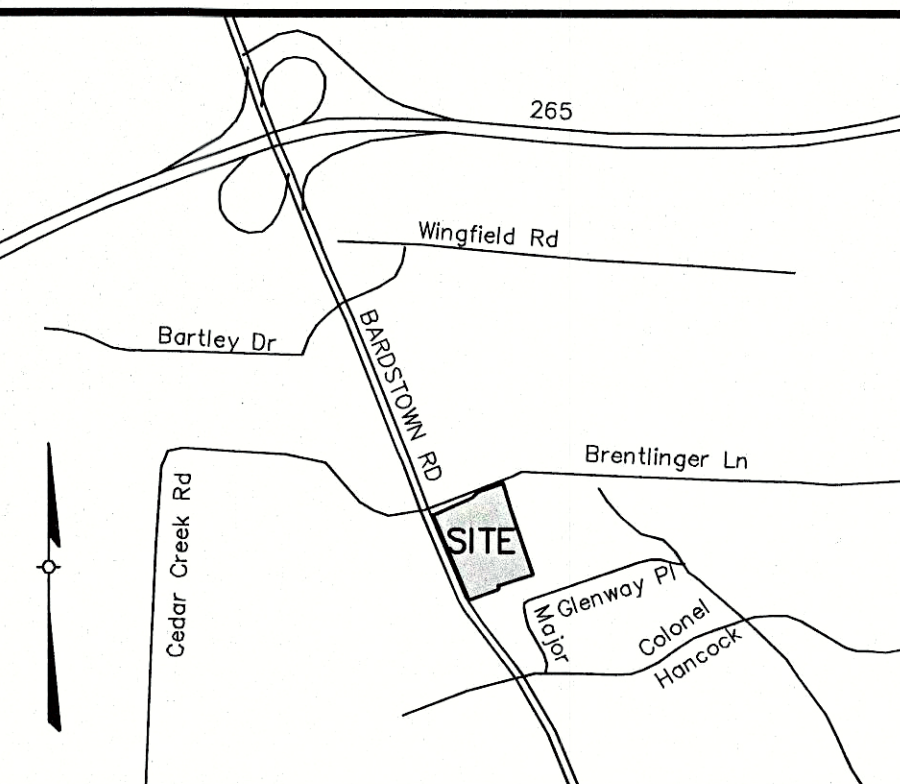 265
Wingfield Rd
Bartley Dr
BARDSTOWN RD
Brentlinger Ln
Cedar Creek Rd
SITE
Glenway Pl
Major
Colonel
Hancock